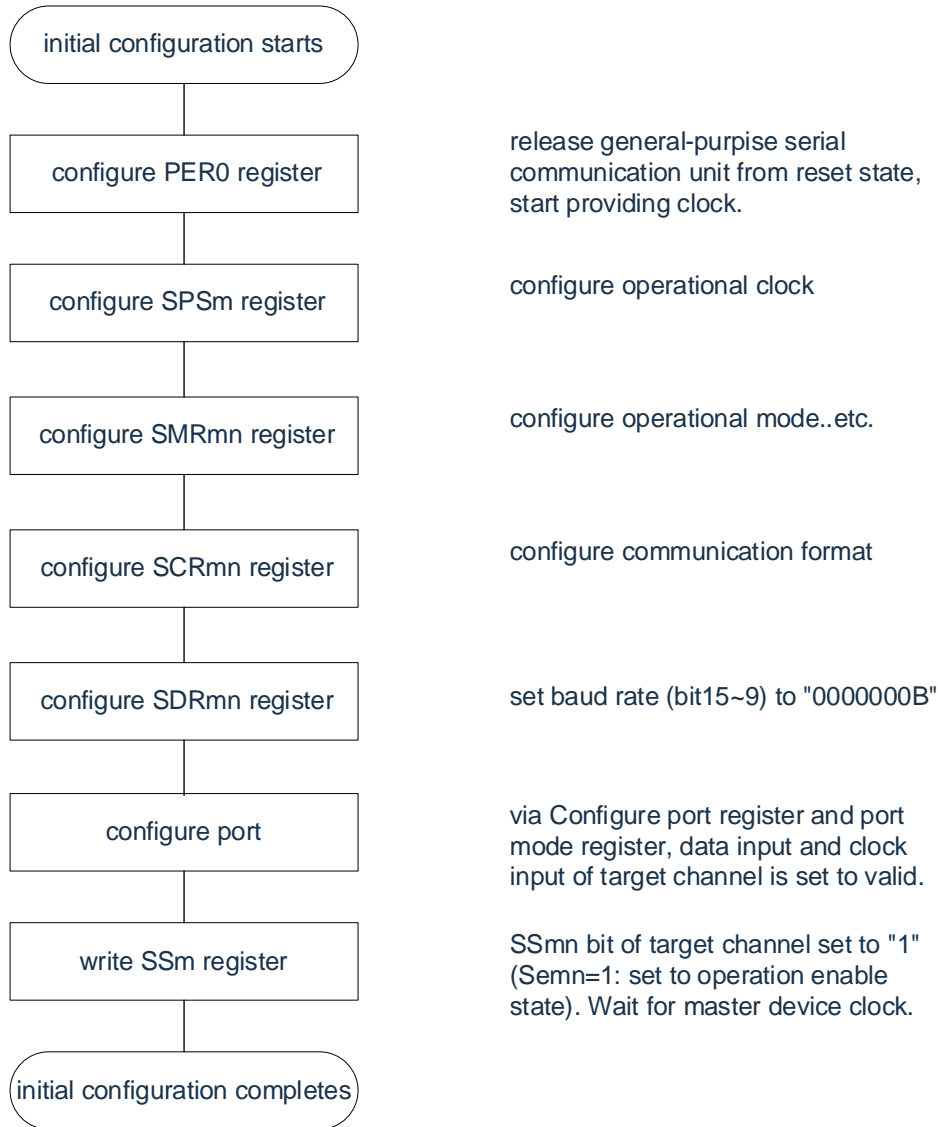 initial configuration starts
configure PER0 register
release general-purpise serial
communication unit from reset state,
start providing clock.
configure SPSm register
configure operational clock
configure SMRmn register
configure operational mode..etc.
configure SCRmn register
configure communication format
configure SDRmn register
set baud rate (bit15~9) to "0000000B"
configure port
via Configure port register and port
mode register, data input and clock
input of target channel is set to valid.
write SSm register
SSmn bit of target channel set to "1"
(Semn=1: set to operation enable
state). Wait for master device clock.
initial configuration completes